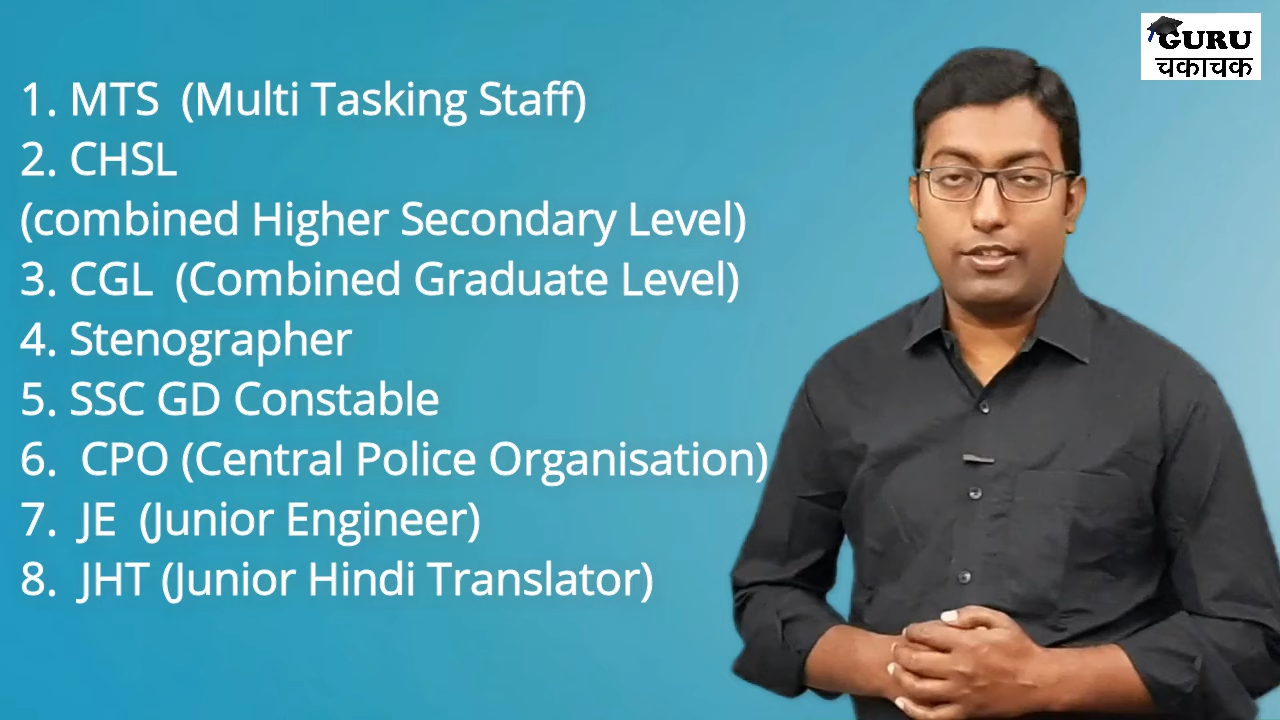 1. MTS (Multi Tasking Staff)
2. CHSL
(combined Higher Secondary Level)
3. CGL (Combined Graduate Level)
4. Stenographer
5. SSC GD Constable
6. CPO (Central Police Organisation)
7. JE (Junior Engineer)
8. JHT (Junior Hindi Translator)
GURU
चकाचक